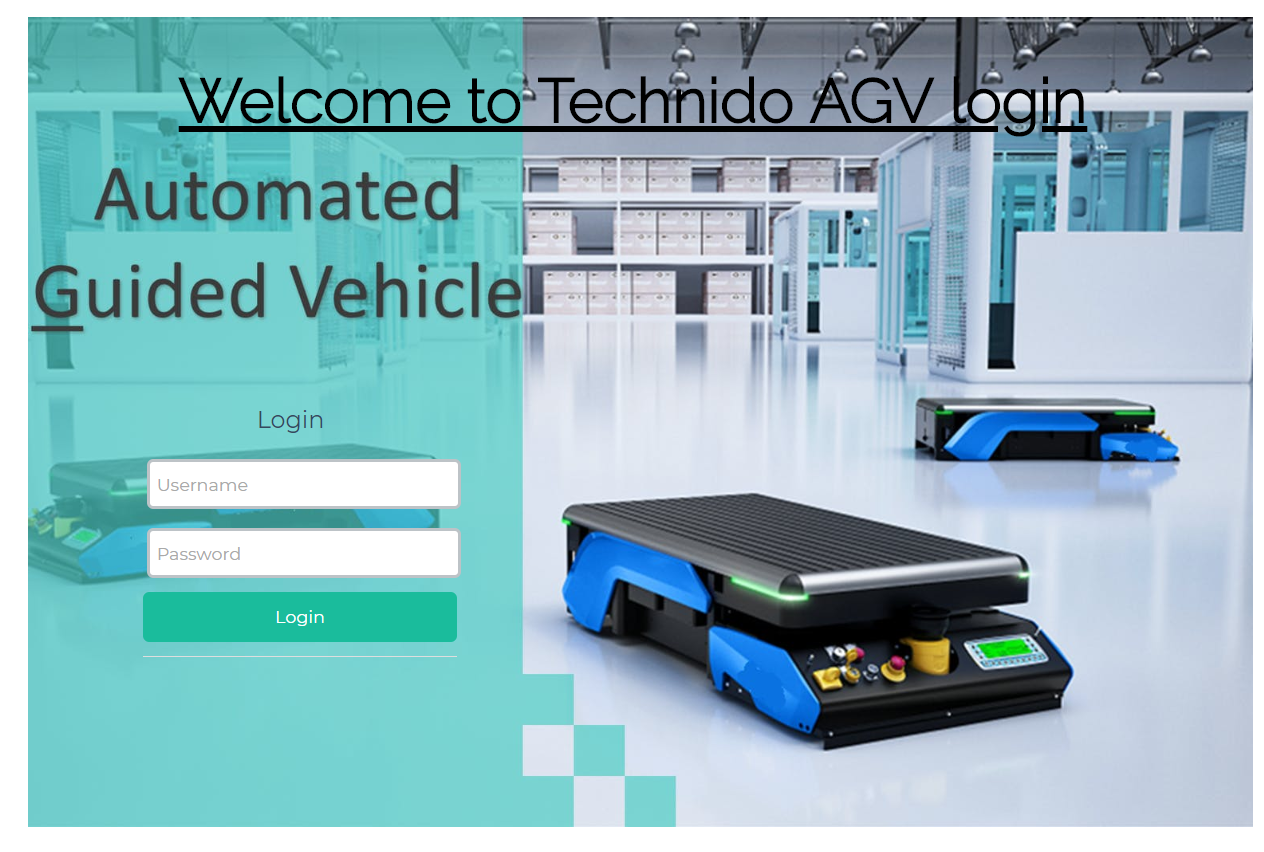 Welcome to Technido AGV login
Automated
Guided Vehicle
Login
Username
Password
Login